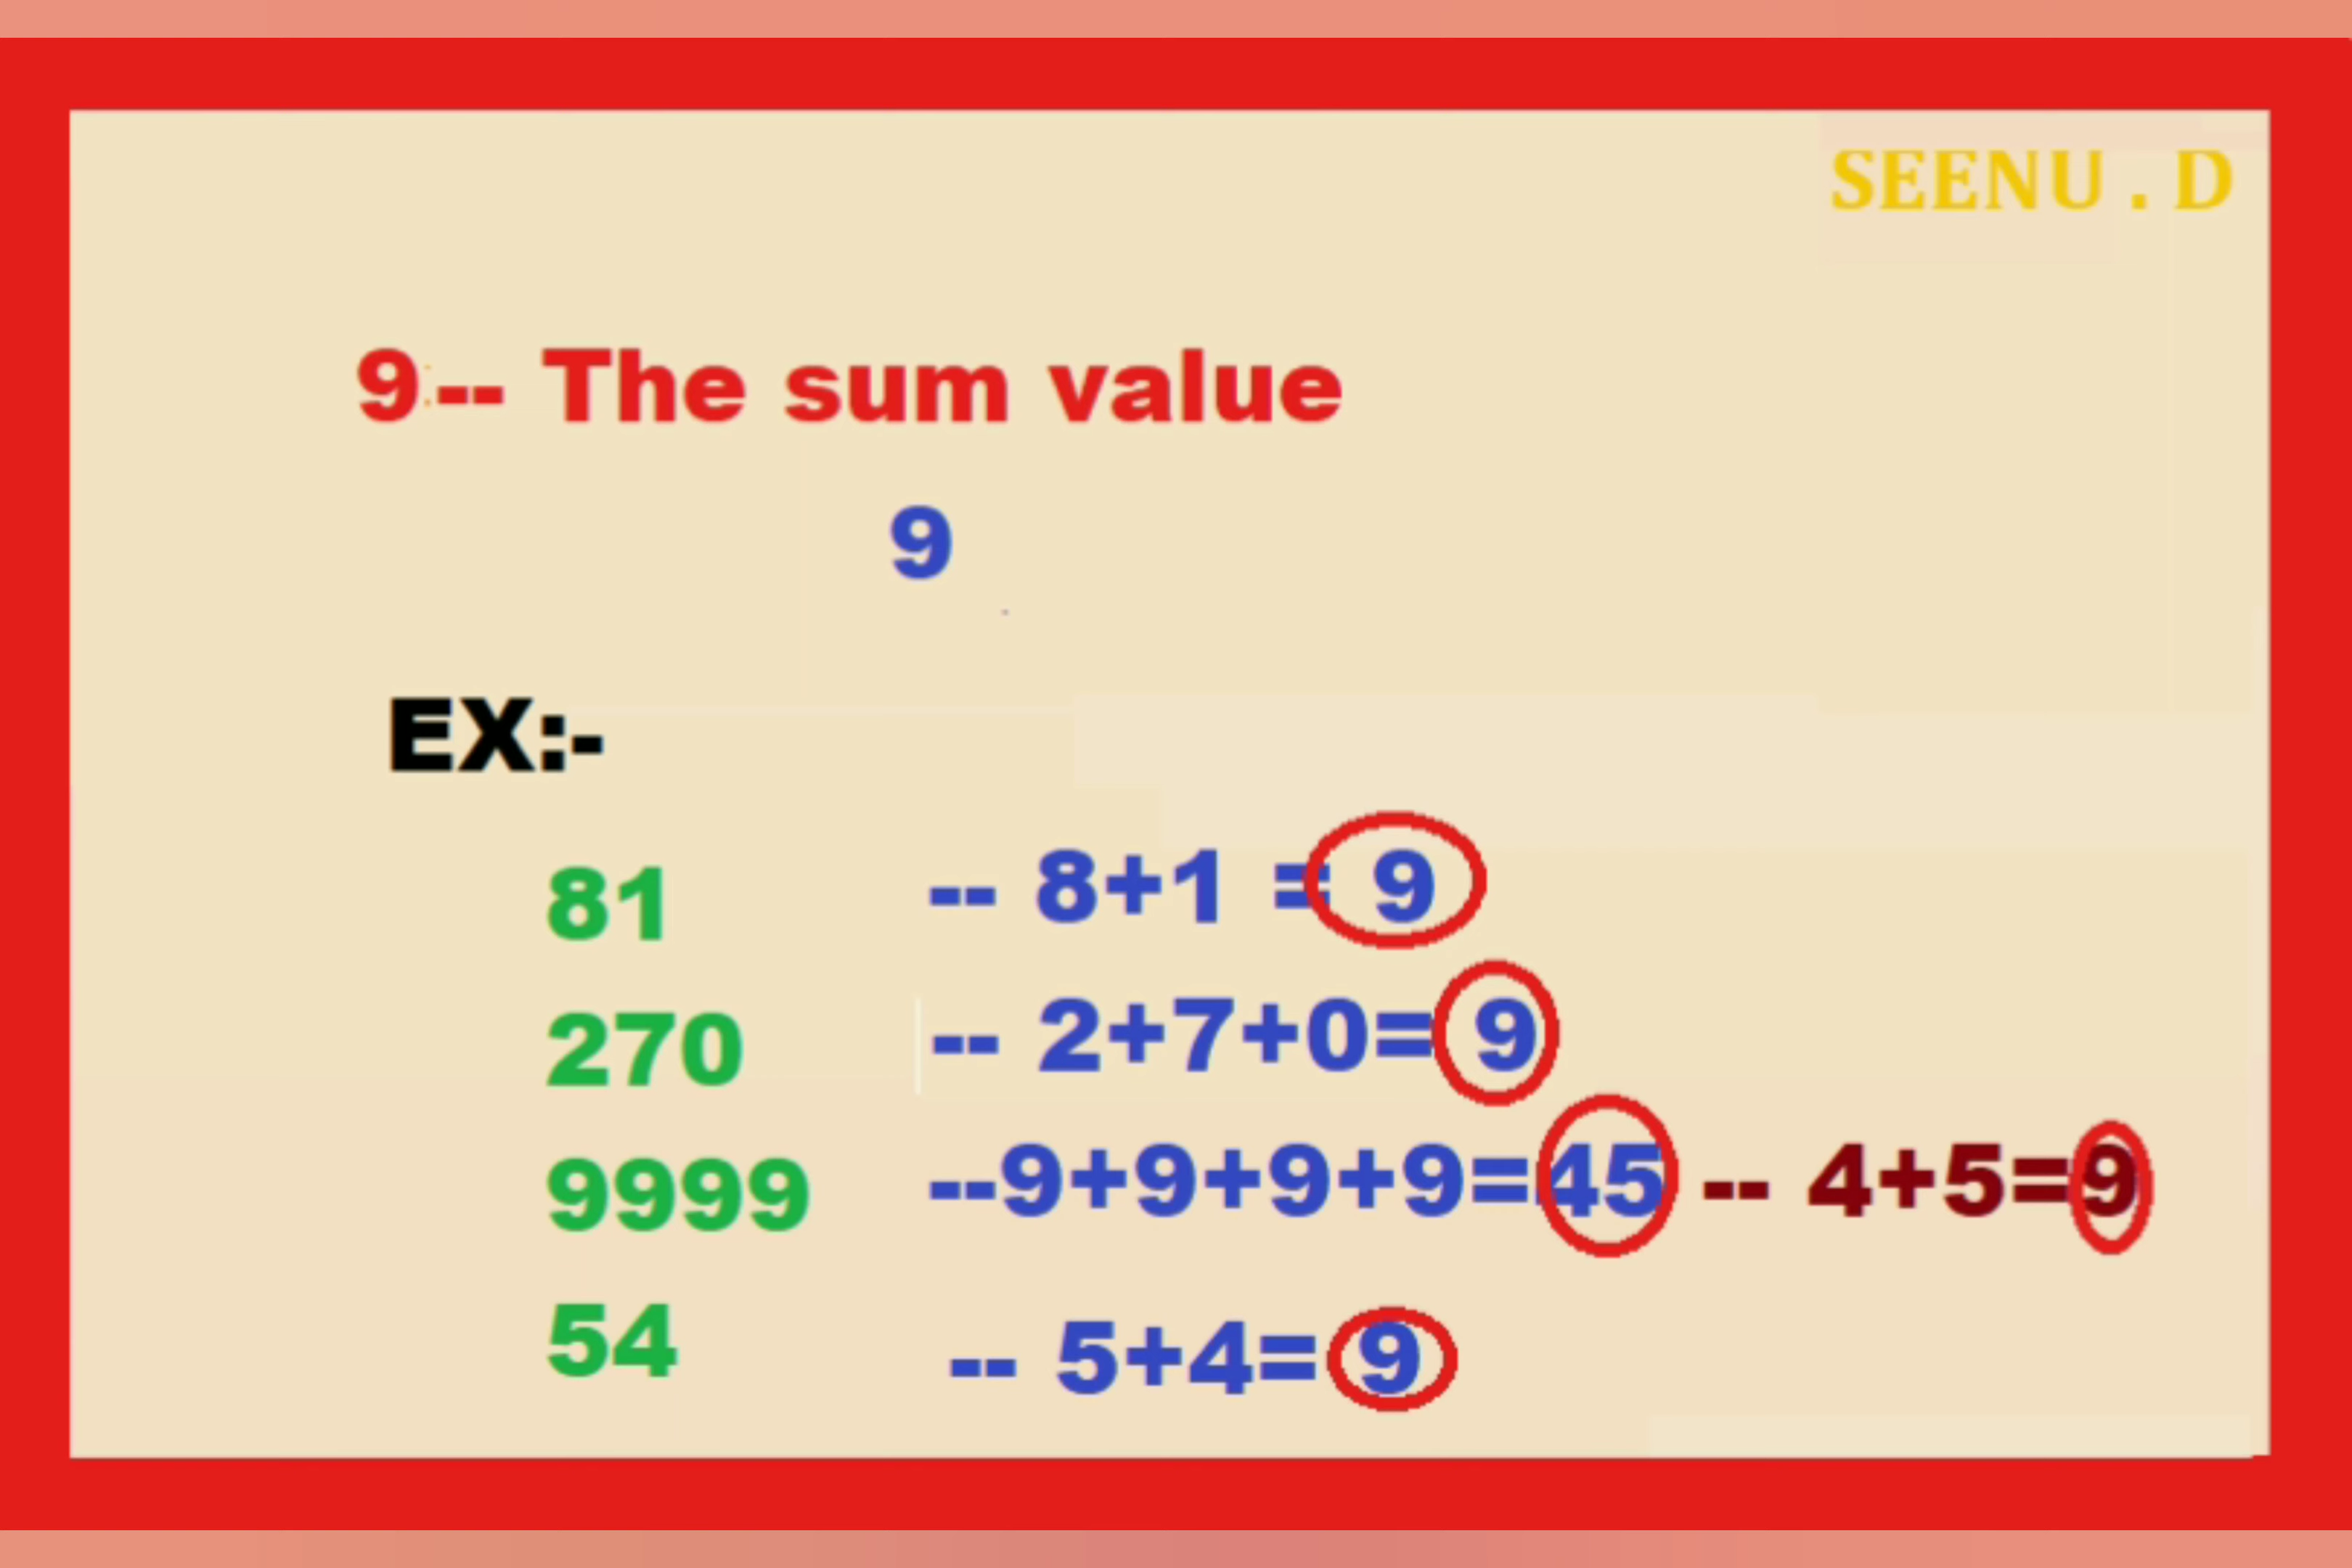 SEENU . D
9-- The sum value
9
EX:-
81 -- 8+1 = 9
270 -- 2+7+0= 9
9999 --9+9+9+9=45 -- 4+5=9
54 -- 5+4= 9